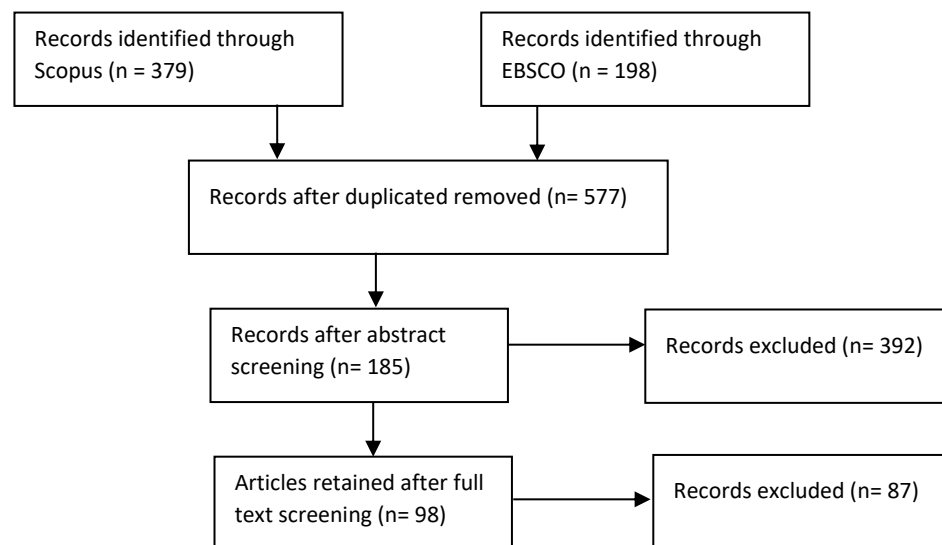 Records identified through
Scopus (n = 379)
Records identified through
EBSCO (n = 198)
Records after duplicated removed (n= 577)
Records after abstract
screening (n= 185)
Records excluded (n= 392)
Articles retained after full
text screening (n= 98)
Records excluded (n= 87)